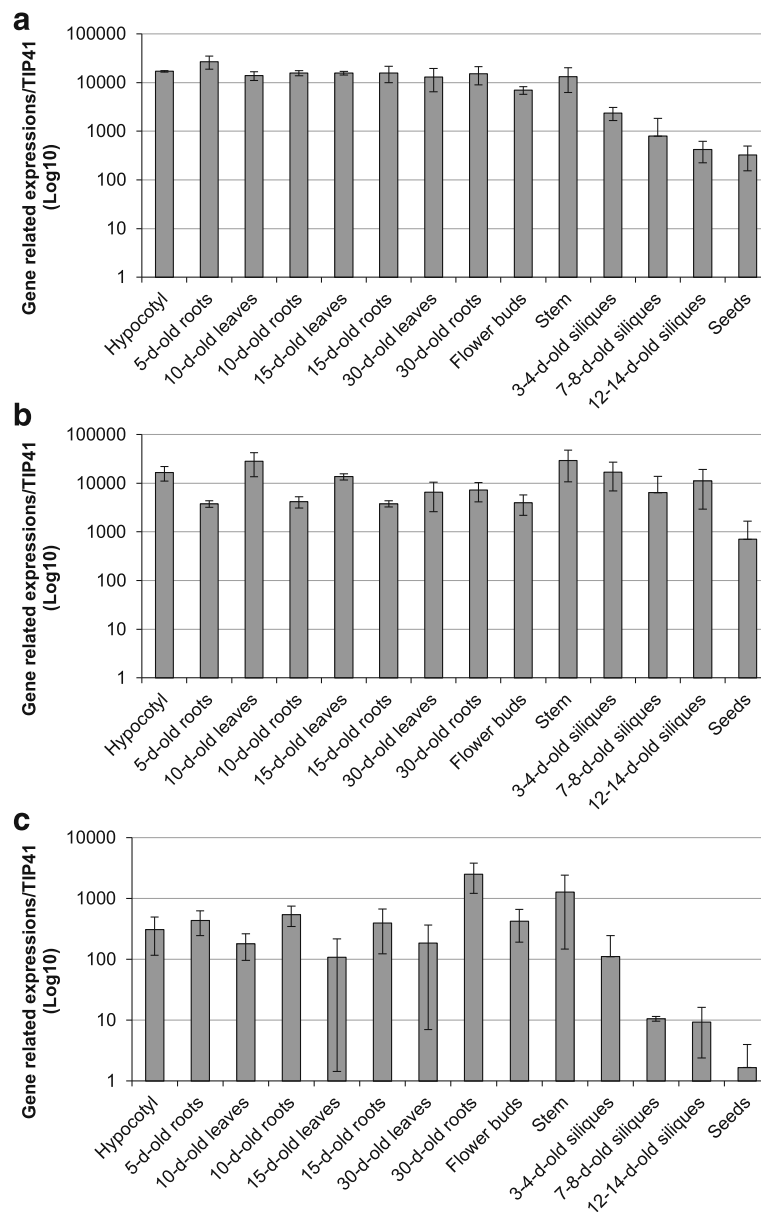 a
Gene related expressions/TIP41
(Log10)
100000
10000
1000
100
10
1
Hypocotyl
5-d-old roots
10-d-old leaves
10-d-old roots
15-d-old leaves
15-d-old roots
30-d-old leaves
30-d-old roots
Flower buds
Stem
3-4-d-old siliques
7-8-d-old siliques
12-14-d-old siliques
Seeds
b
Gene related expressions/TIP41
(Log10)
100000
10000
1000
100
10
1
Hypocotyl
5-d-old roots
10-d-old leaves
10-d-old roots
15-d-old leaves
15-d-old roots
30-d-old leaves
30-d-old roots
Flower buds
Stem
3-4-d-old siliques
7-8-d-old siliques
12-14-d-old siliques
Seeds
c
Gene related expressions/TIP41
(Log10)
10000
1000
100
10
1
Hypocotyl
5-d-old roots
10-d-old leaves
10-d-old roots
15-d-old leaves
15-d-old roots
30-d-old leaves
30-d-old roots
Flower buds
Stem
3-4-d-old siliques
7-8-d-old siliques
12-14-d-old siliques
Seeds